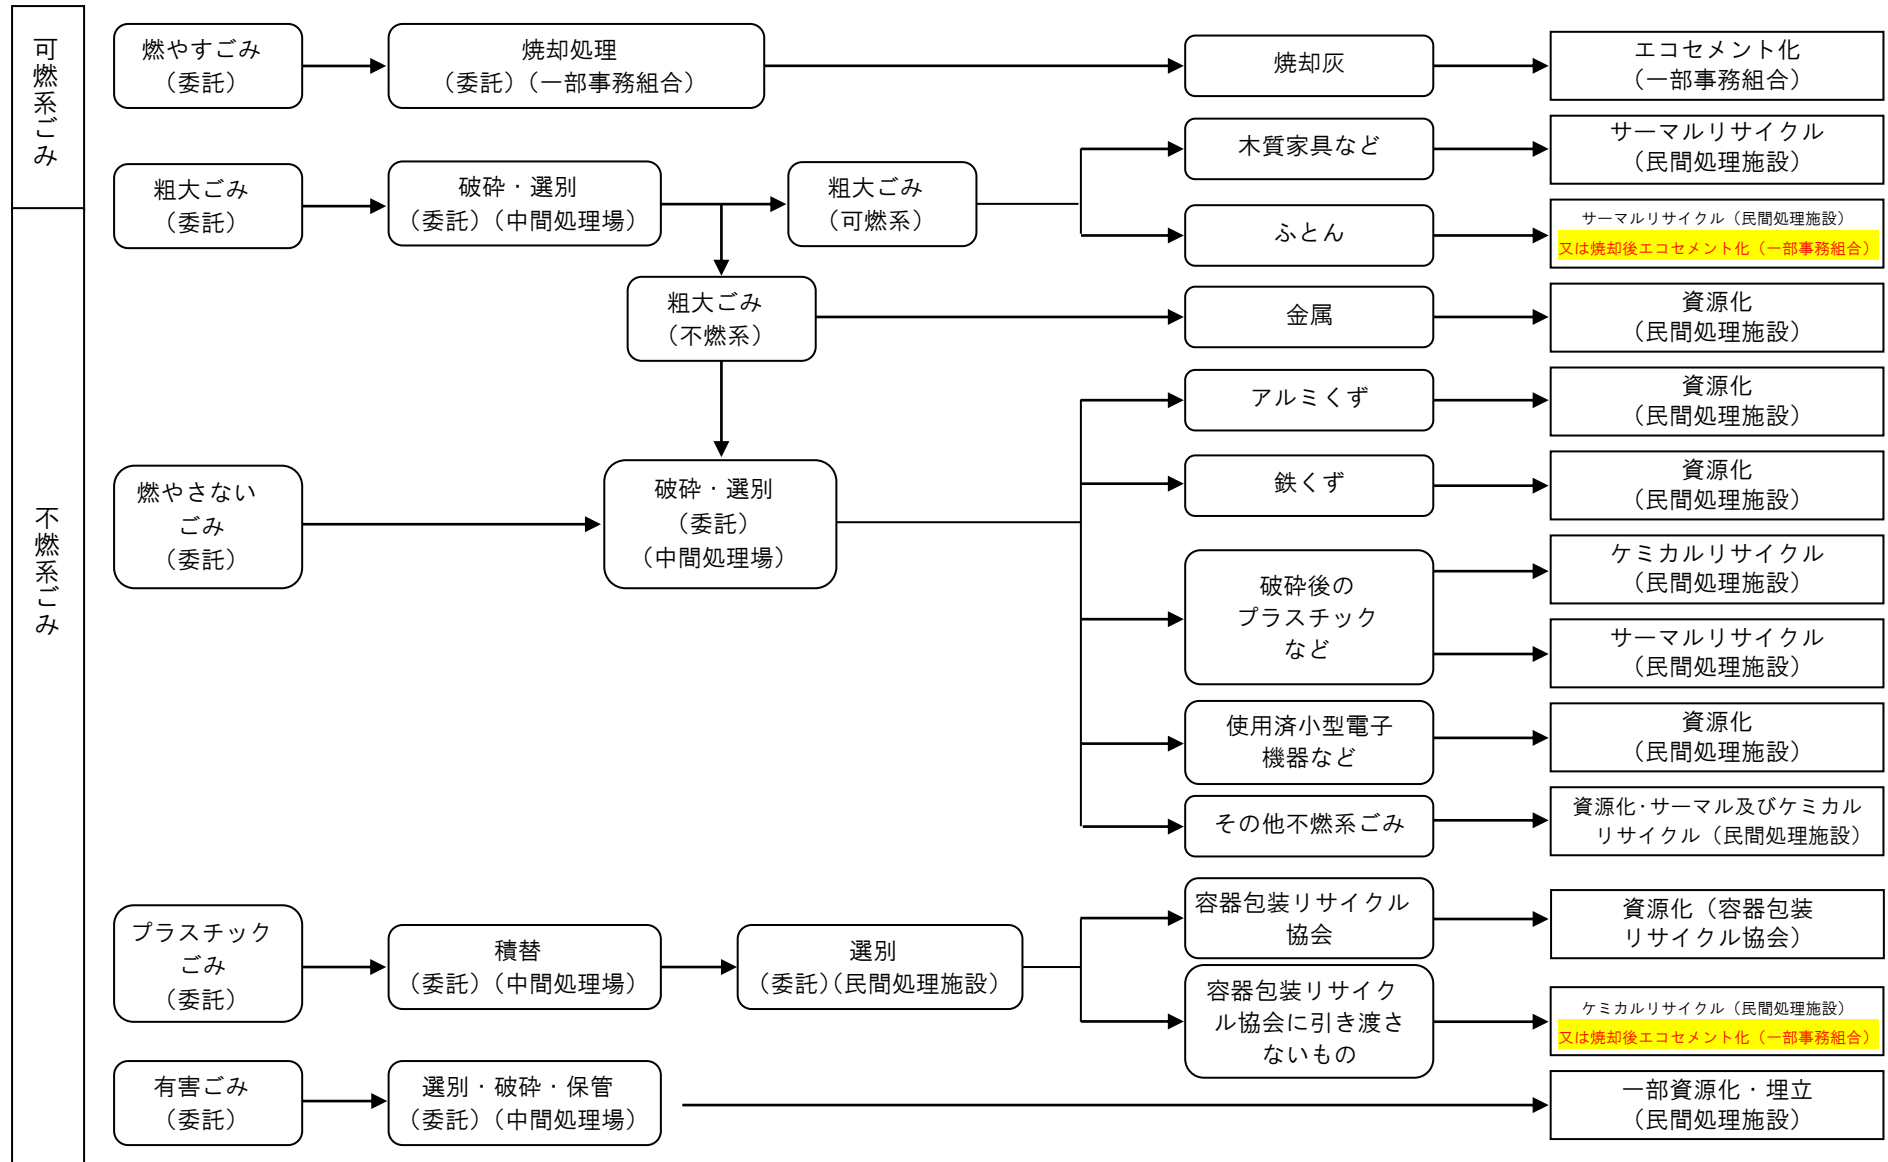 可燃系ごみ
燃やすごみ
（委託）
焼却処理
（委託）（一部事務組合）
焼却灰
エコセメント化
（一部事務組合）
粗大ごみ
（委託）
破砕・選別
（委託）（中間処理場）
粗大ごみ
（可燃系）
木質家具など
サーマルリサイクル
（民間処理施設）
ふとん
サーマルリサイクル（民間処理施設）
又は焼却後エコセメント化（一部事務組合）
粗大ごみ
（不燃系）
金属
資源化
（民間処理施設）
不燃系ごみ
燃やさない
ごみ
（委託）
破砕・選別
（委託）
（中間処理場）
アルミくず
資源化
（民間処理施設）
鉄くず
資源化
（民間処理施設）
破砕後の
プラスチック
など
ケミカルリサイクル
（民間処理施設）
サーマルリサイクル
（民間処理施設）
使用済小型電子
機器など
資源化
（民間処理施設）
その他不燃系ごみ
資源化・サーマル及びケミカル
リサイクル（民間処理施設）
プラスチック
ごみ
（委託）
積替
（委託）（中間処理場）
選別
（委託）（民間処理施設）
容器包装リサイクル
協会
資源化（容器包装
リサイクル協会）
容器包装リサイク
ル協会に引き渡さ
ないもの
ケミカルリサイクル（民間処理施設）
又は焼却後エコセメント化（一部事務組合）
有害ごみ
（委託）
選別・破砕・保管
（委託）（中間処理場）
一部資源化・埋立
（民間処理施設）